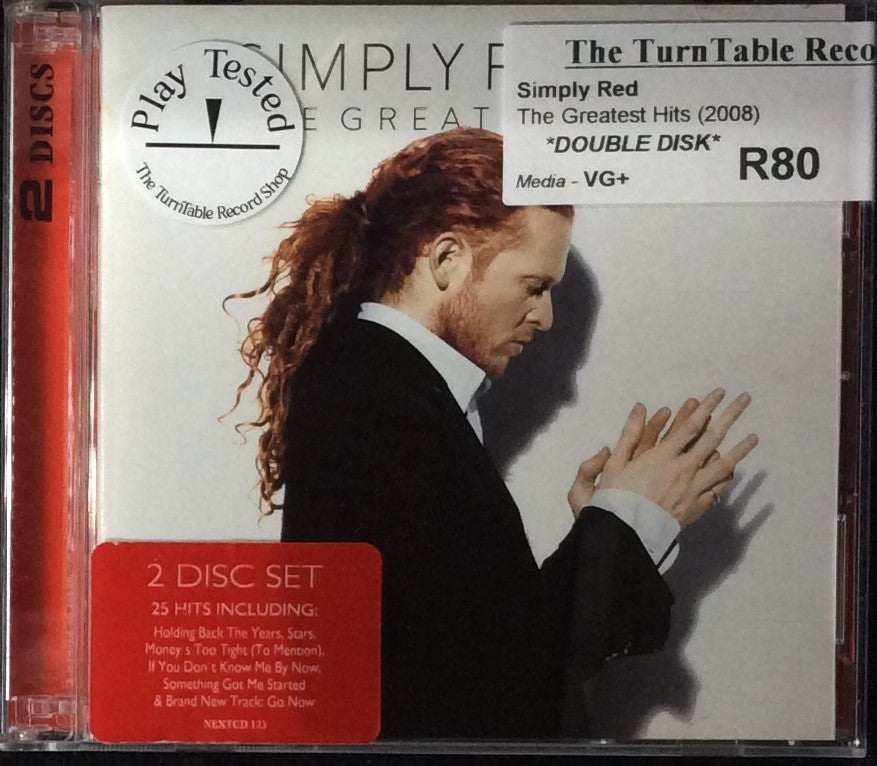 2 DISCS
SIMPLY
THE GREAT
Play Tested
The TurnTable Record Shop
The TurnTable Reco
Simply Red
The Greatest Hits (2008)
*DOUBLE DISK*
Media - VG+
R80
2 DISC SET
25 HITS INCLUDING:
Holding Back The Years, Stars,
Money s Too Tight (To Mention),
If You Don't Know Me By Now,
Something Got Me Started
& Brand New Track: Go Now
NEXTCD 123